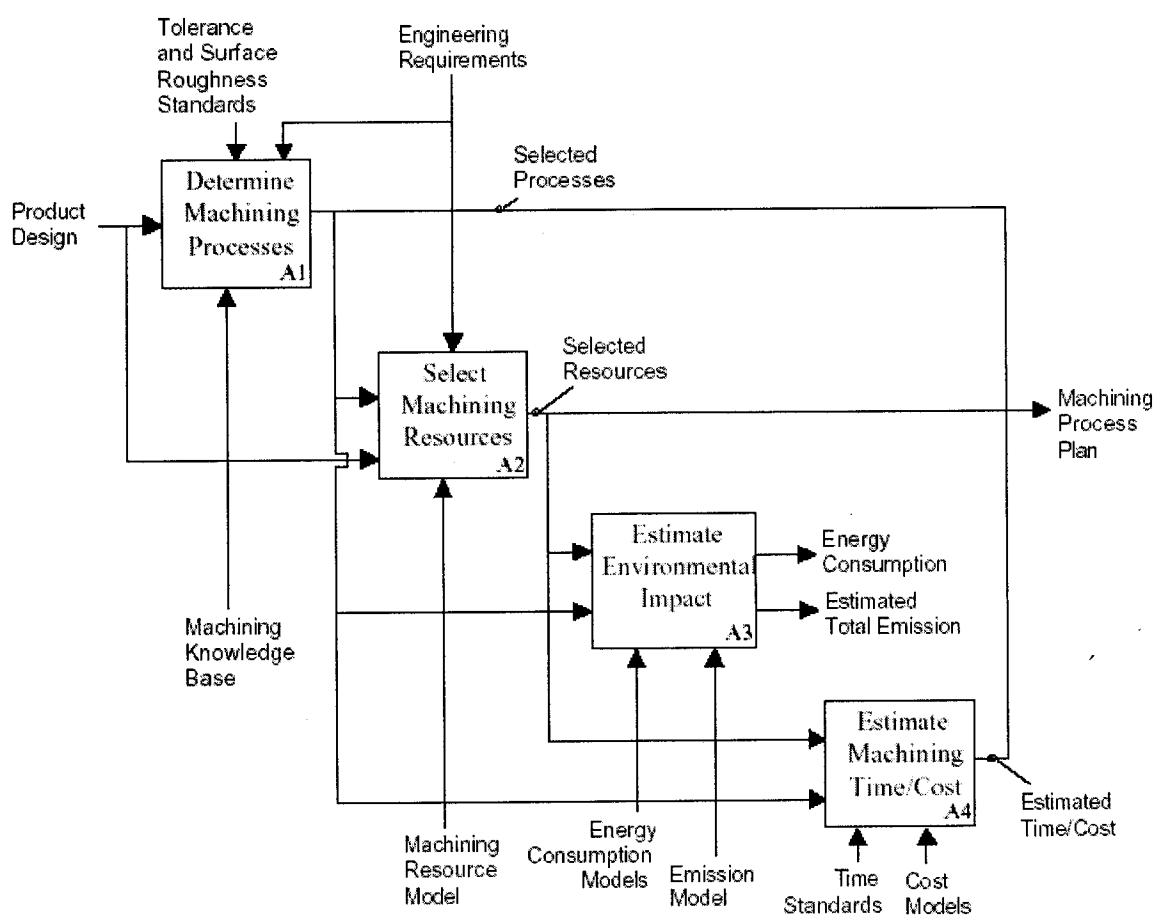 Tolerance
and Surface
Roughness
Standards
Engineering
Requirements
Selected
Processes
Product
Design
Determine
Machining
Processes
A1
Selected
Resources
Select
Machining
Resources
A2
Machining
Process
Plan
Estimate
Environmental
Impact
A3
Energy
Consumption
Estimated
Total Emission
Machining
Knowledge
Base
Estimate
Machining
Time/Cost
A4
Estimated
Time/Cost
Machining
Resource
Model
Energy
Consumption
Models
Emission
Model
Time
Standards
Cost
Models